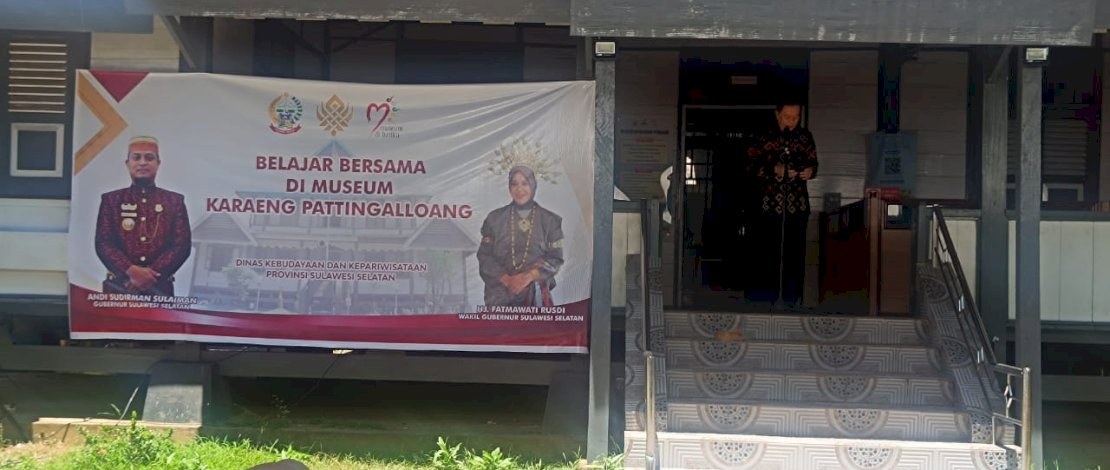 BELAJAR BERSAMA
DI MUSEUM
KARAENG PATTINGALLOANG
DINAS KEBUDAYAAN DAN KEPARIWISATAAN
PROVINSI SULAWESI SELATAN
ANDI SUDIRMAN SULAIMAN
GUBERNUR SULAWESI SELATAN
HJ. FATMAWATI RUSDI
WAKIL GUBERNUR SULAWESI SELATAN